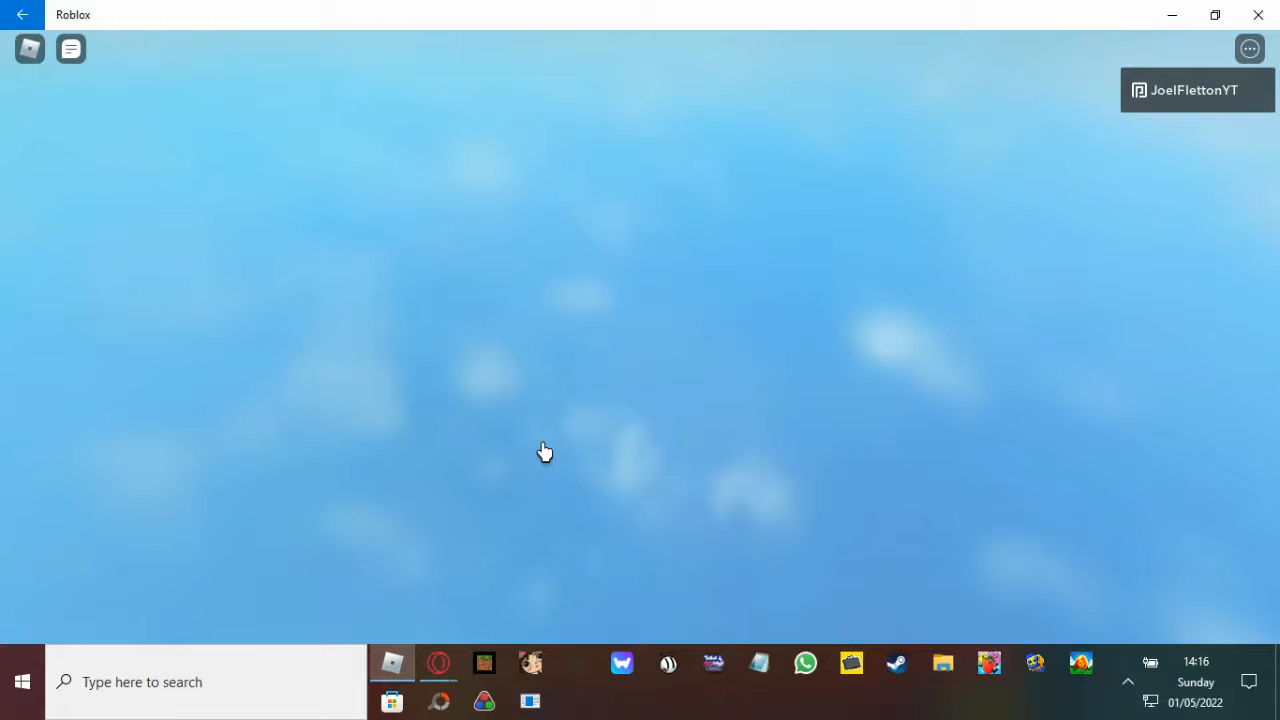 Roblox
JoelFlettonYT
Type here to search
14:16
Sunday
01/05/2022